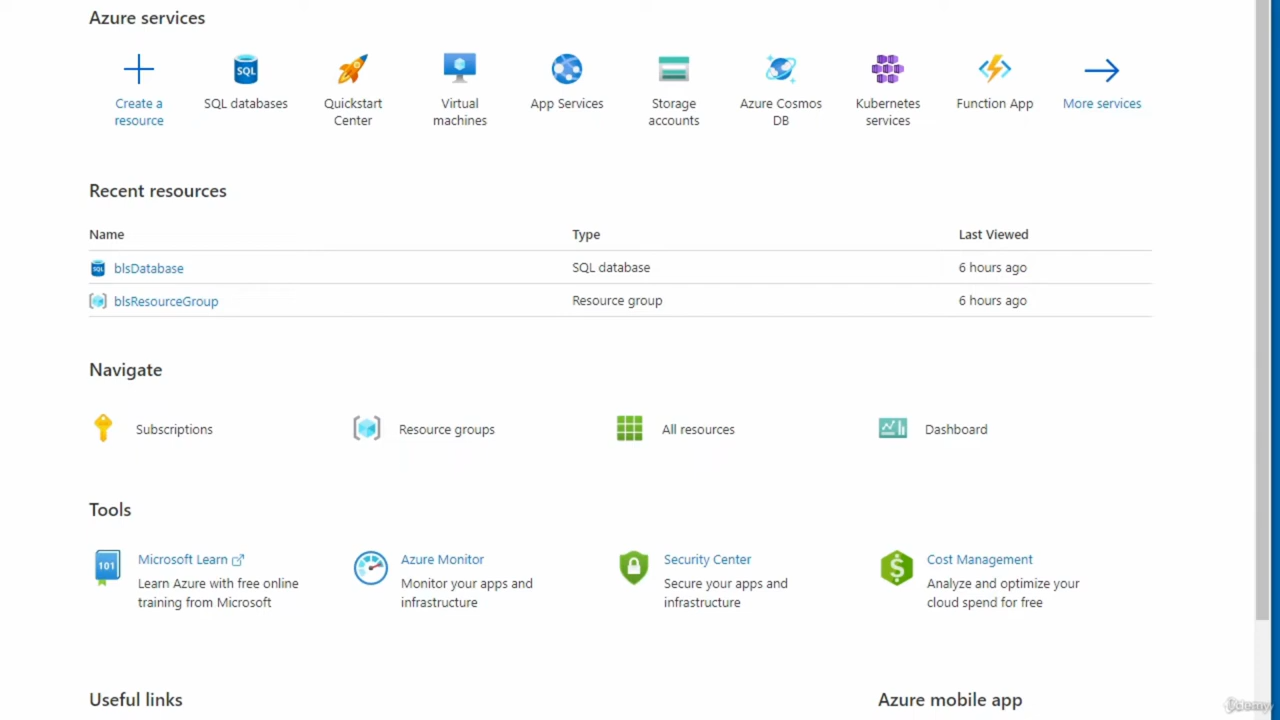 Azure services
Create a resource
SQL
SQL databases
Quickstart Center
Virtual machines
App Services
Storage accounts
Azure Cosmos DB
Kubernetes services
Function App
More services
Recent resources
Name Type Last Viewed
SQL blsDatabase SQL database 6 hours ago
blsResourceGroup Resource group 6 hours ago
Navigate
Subscriptions Resource groups All resources Dashboard
Tools
101
Microsoft Learn
Learn Azure with free online
training from Microsoft
Azure Monitor
Monitor your apps and
infrastructure
Security Center
Secure your apps and
infrastructure
$
Cost Management
Analyze and optimize your
cloud spend for free
Useful links Azure mobile app
Udemy